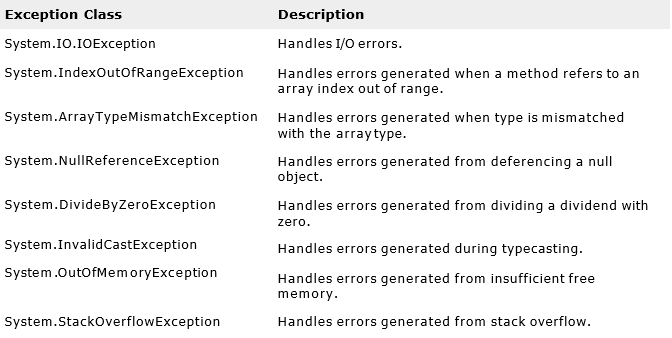 Exception Class Description
System.IO.IOException Handles I/O errors.
System.IndexOutOfRangeException Handles errors generated when a method refers to an
array index out of range.
System.ArrayTypeMismatchException Handles errors generated when type is mismatched
with the array type.
System.NullReferenceException Handles errors generated from deferencing a null
object.
System.DivideByZeroException Handles errors generated from dividing a dividend with
zero.
System.InvalidCastException Handles errors generated during typecasting.
System.OutOfMemoryException Handles errors generated from insufficient free
memory.
System.StackOverflowException Handles errors generated from stack overflow.